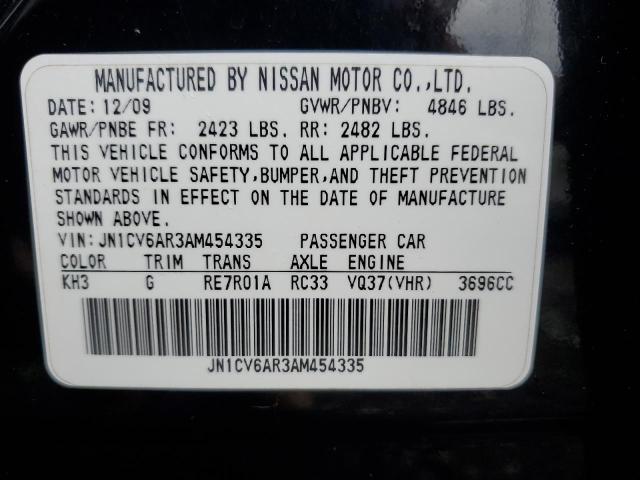 MANUFACTURED BY NISSAN MOTOR CO.,LTD.
DATE: 12/09 GVWR/PNBV: 4846 LBS.
GAWR/PNBE FR: 2423 LBS. RR: 2482 LBS.
THIS VEHICLE CONFORMS TO ALL APPLICABLE FEDERAL
MOTOR VEHICLE SAFETY,BUMPER,AND THEFT PREVENTION
STANDARDS IN EFFECT ON THE DATE OF MANUFACTURE
SHOWN ABOVE.
VIN:JN1CV6AR3AM454335 PASSENGER CAR
COLOR TRIM TRANS AXLE ENGINE
KH3 G RE7R01A RC33 VQ37(VHR) 3696CC
JN1CV6AR3AM454335